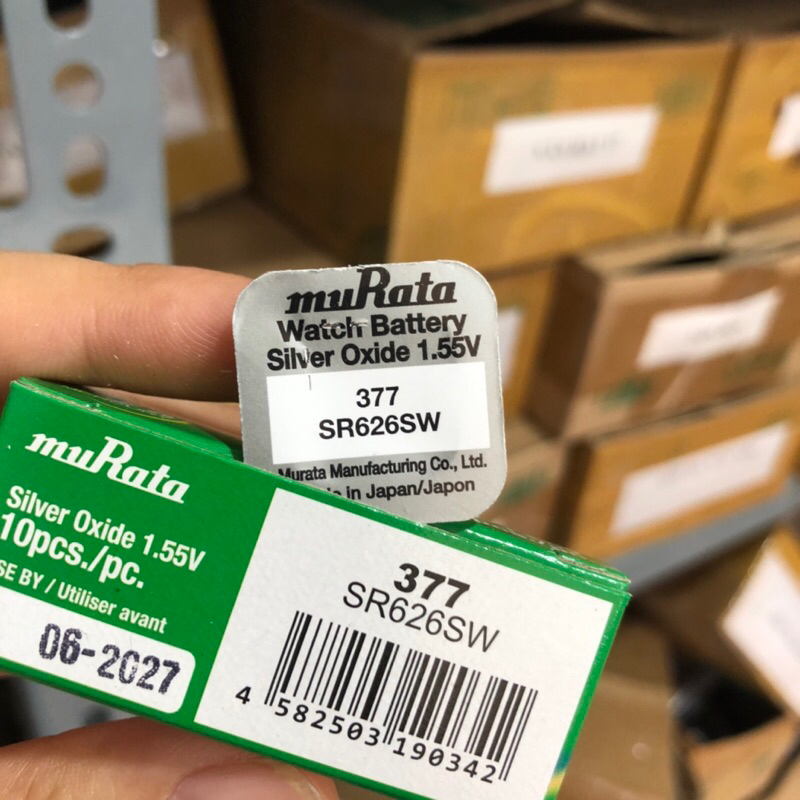 muRata
Watch Battery
Silver Oxide 1.55V
377
SR626SW
Murata Manufacturing Co., Ltd.
in Japan/Japon
muRata
Silver Oxide 1.55V
10pcs./pc.
SE BY / Utiliser avant
06-2027
377
SR626SW
4 582503 190342